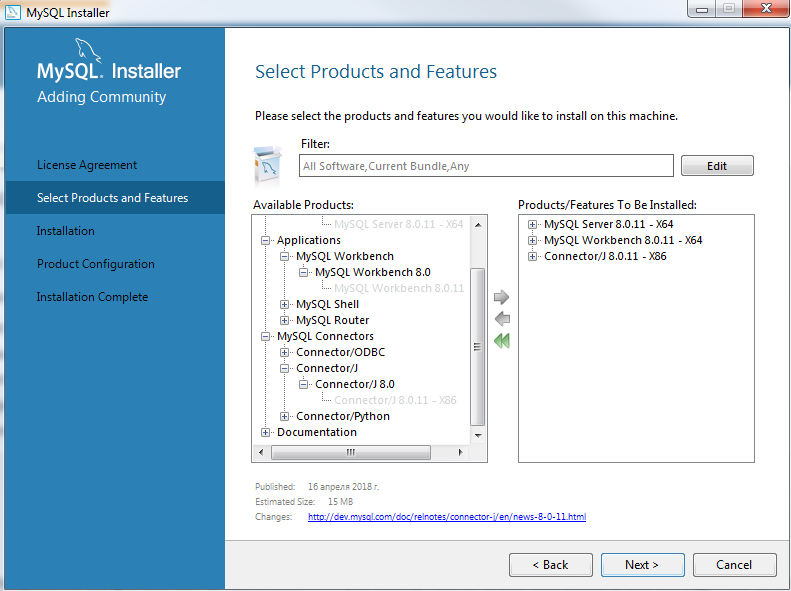 MySQL Installer
MySQL. Installer
Adding Community
License Agreement
Select Products and Features
Installation
Product Configuration
Installation Complete
Select Products and Features
Please select the products and features you would like to install on this machine.
Filter:
All Software,Current Bundle,Any
Edit
Available Products:
MySQL Server 8.0.11 - X64
Applications
MySQL Workbench
MySQL Workbench 8.0
MySQL Workbench 8.0.11
MySQL Shell
MySQL Router
MySQL Connectors
Connector/ODBC
Connector/J
Connector/J 8.0
Connector/J 8.0.11 - X86
Connector/Python
Documentation
Products/Features To Be Installed:
MySQL Server 8.0.11 - X64
MySQL Workbench 8.0.11 - X64
Connector/J 8.0.11 - X86
Published: 16 апреля 2018 г.
Estimated Size: 15 MB
Changes: http://dev.mysql.com/doc/relnotes/connector-j/en/news-8-0-11.html
< Back
Next >
Cancel